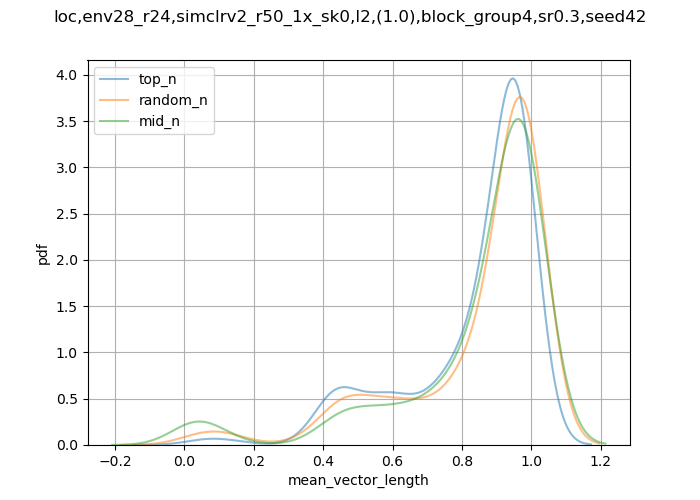 loc,env28_r24,simclrv2_r50_1x_sk0,l2,(1.0),block_group4,sr0.3,seed42
top_n
random_n
mid_n
4.0
3.5
3.0
2.5
2.0
1.5
1.0
0.5
0.0
pdf
−0.2 0.0 0.2 0.4 0.6 0.8 1.0 1.2
mean_vector_length